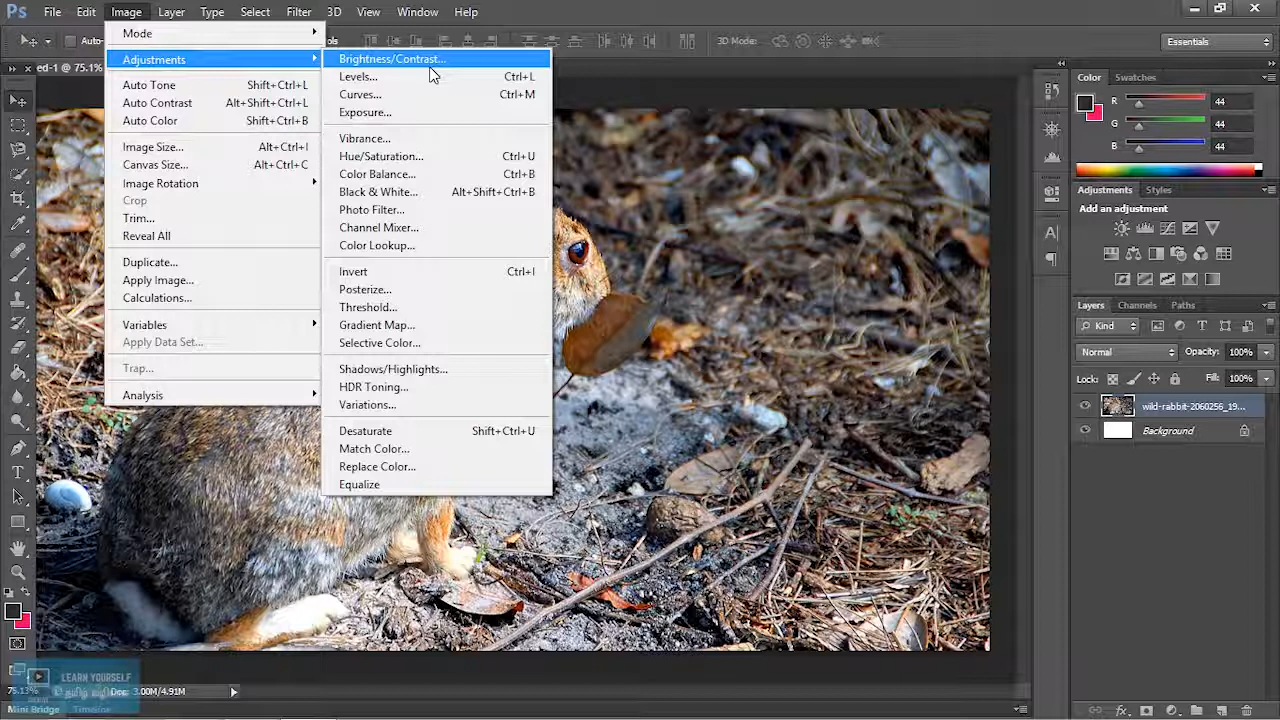 Ps File Edit Image Layer Type Select Filter 3D View Window Help
Auto-
3D Mode:
Essentials
ed-1 @ 75.1%
Mode
Adjustments
Auto Tone Shift+Ctrl+L
Auto Contrast Alt+Shift+Ctrl+L
Auto Color Shift+Ctrl+B
Image Size... Alt+Ctrl+I
Canvas Size... Alt+Ctrl+C
Image Rotation
Crop
Trim...
Reveal All
Duplicate...
Apply Image...
Calculations...
Variables
Apply Data Set...
Trap...
Analysis
Brightness/Contrast...
Levels... Ctrl+L
Curves... Ctrl+M
Exposure...
Vibrance...
Hue/Saturation... Ctrl+U
Color Balance... Ctrl+B
Black & White... Alt+Shift+Ctrl+B
Photo Filter...
Channel Mixer...
Color Lookup...
Invert Ctrl+I
Posterize...
Threshold...
Gradient Map...
Selective Color...
Shadows/Highlights...
HDR Toning...
Variations...
Desaturate Shift+Ctrl+U
Match Color...
Replace Color...
Equalize
Color Swatches
R 44
G 44
B 44
Adjustments Styles
Add an adjustment
Layers Channels Paths
Kind
Normal Opacity: 100%
Lock: Fill: 100%
wild-rabbit-2060256_19...
Background
LEARN YOURSELF
தமிழ்
75.13% Doc: 3.00M/4.91M
Mini Bridge Timeline